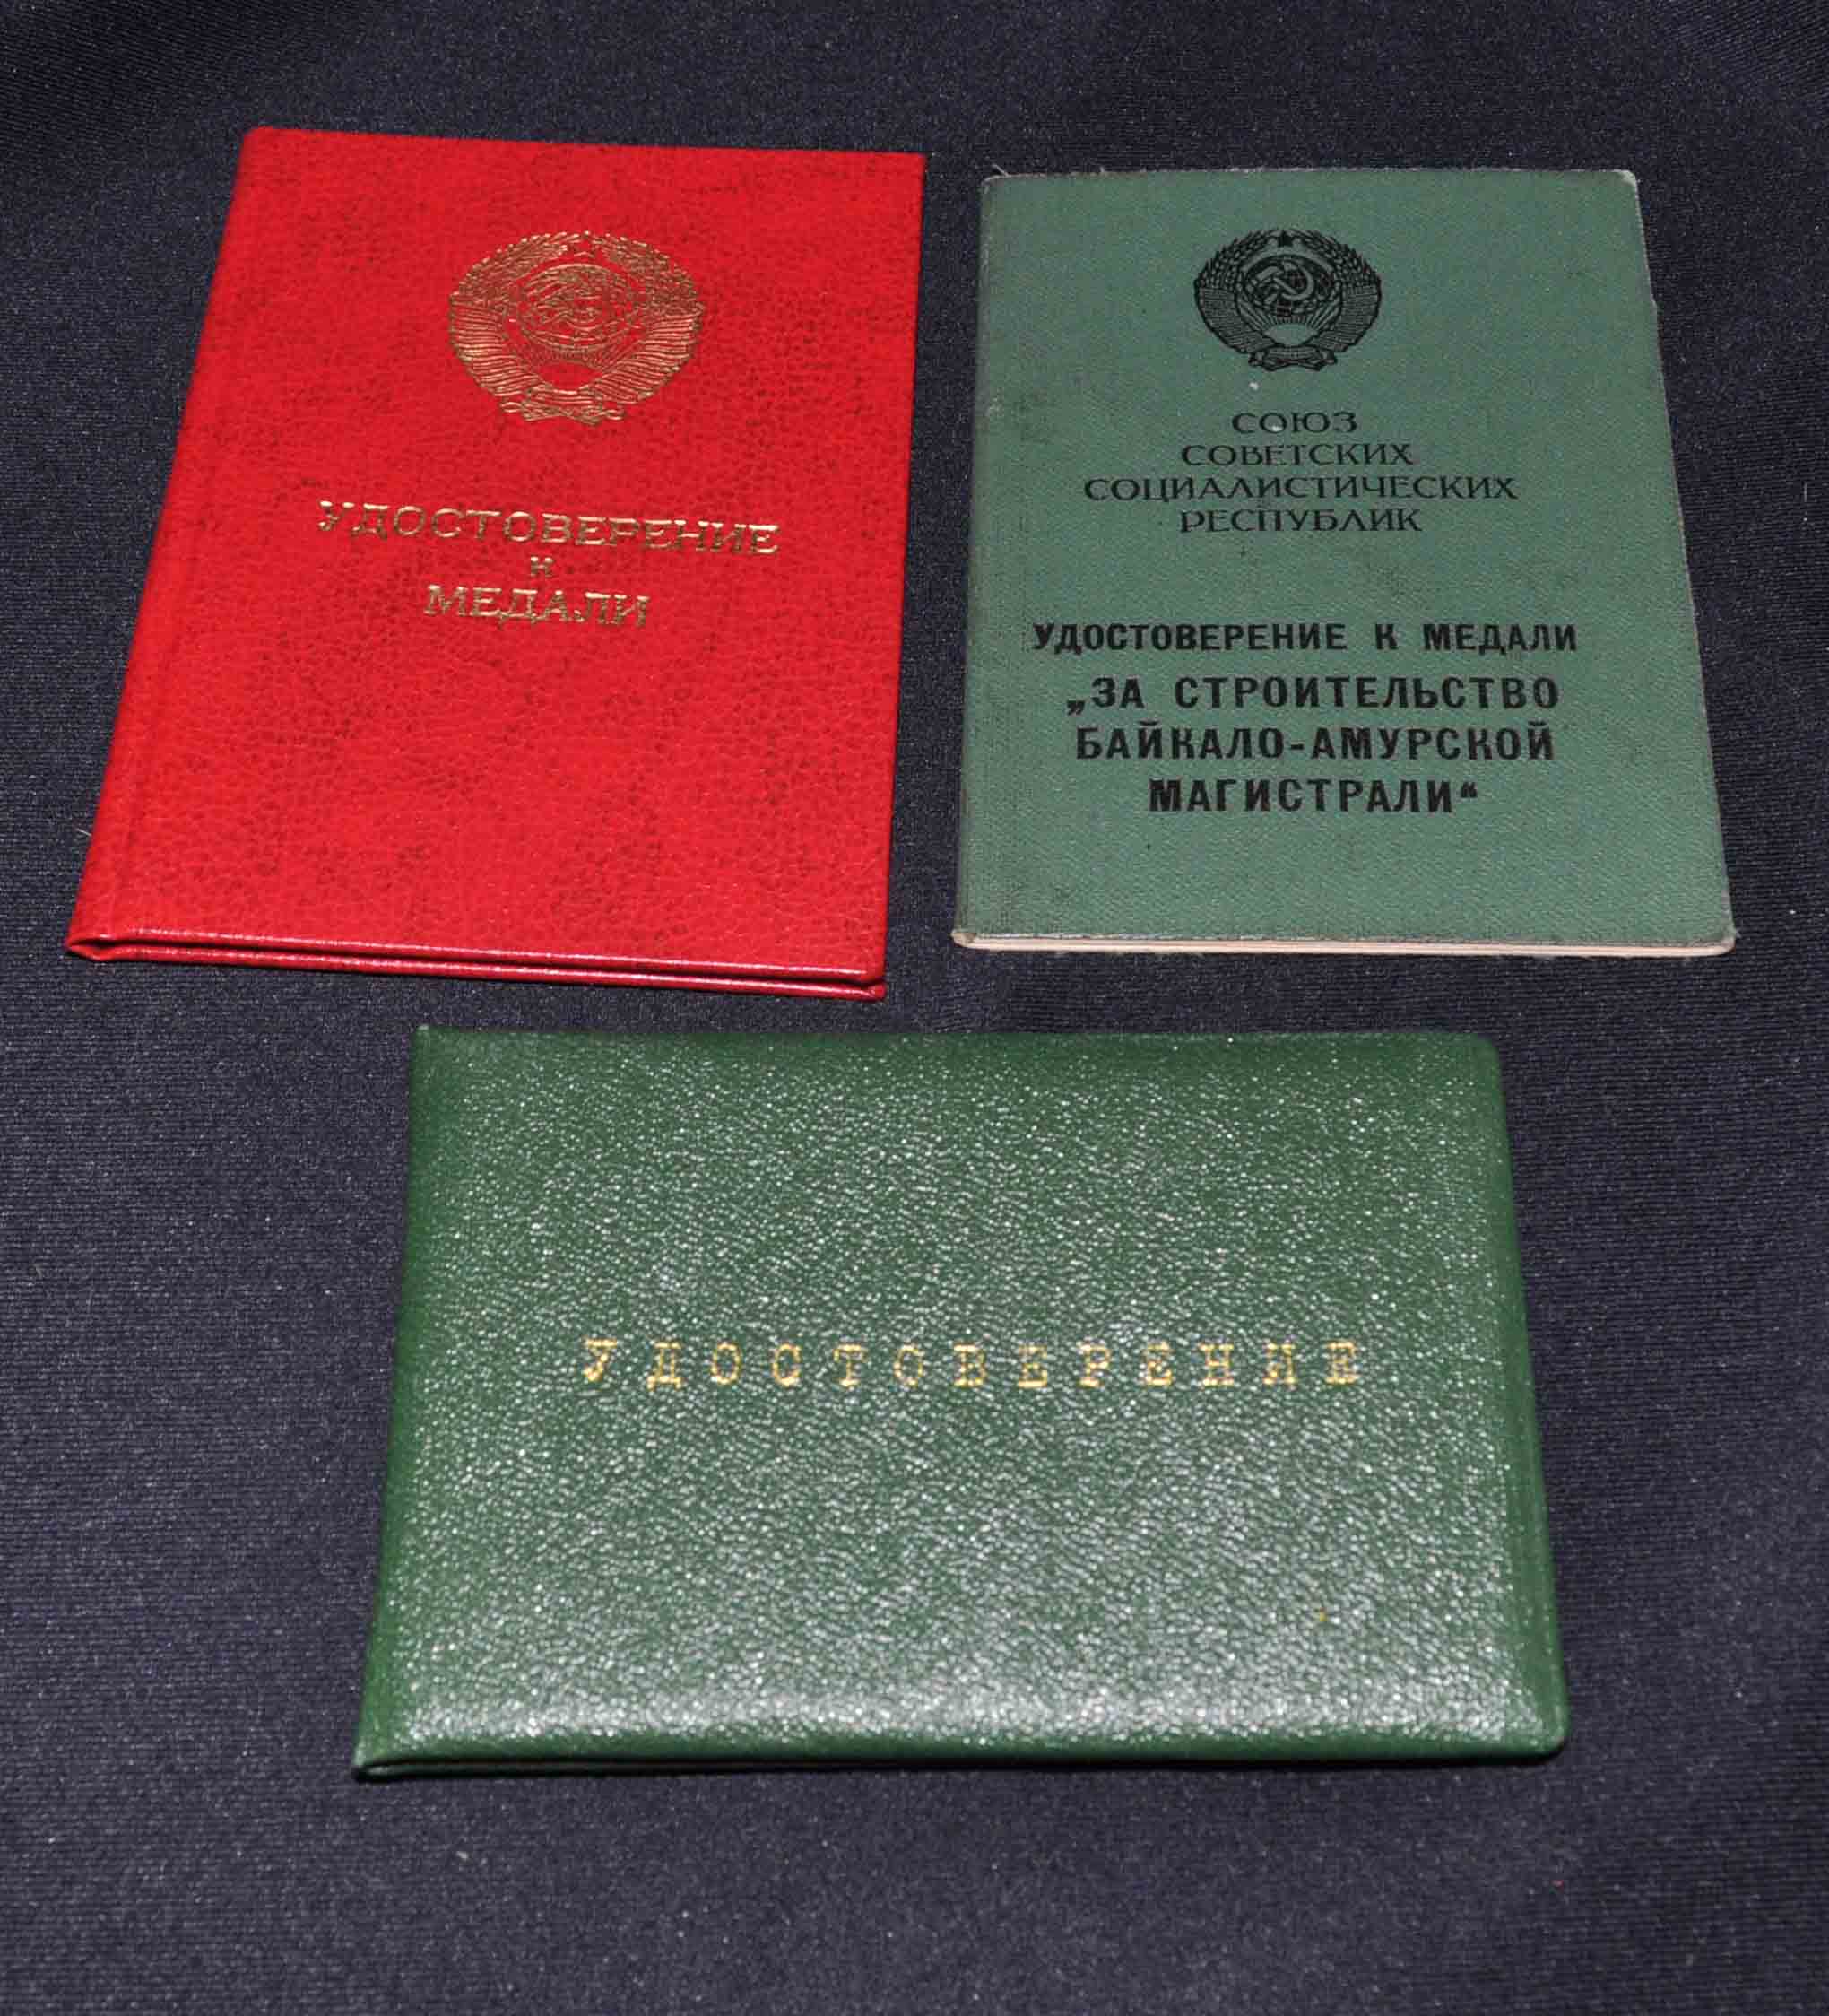 УДОСТОВЕРЕНИЕ
К
МЕДАЛИ
СОЮЗ
СОВЕТСКИХ
СОЦИАЛИСТИЧЕСКИХ
РЕСПУБЛИК
УДОСТОВЕРЕНИЕ К МЕДАЛИ
„ЗА СТРОИТЕЛЬСТВО
БАЙКАЛО-АМУРСКОЙ
МАГИСТРАЛИ“
УДОСТОВЕРЕНИЕ